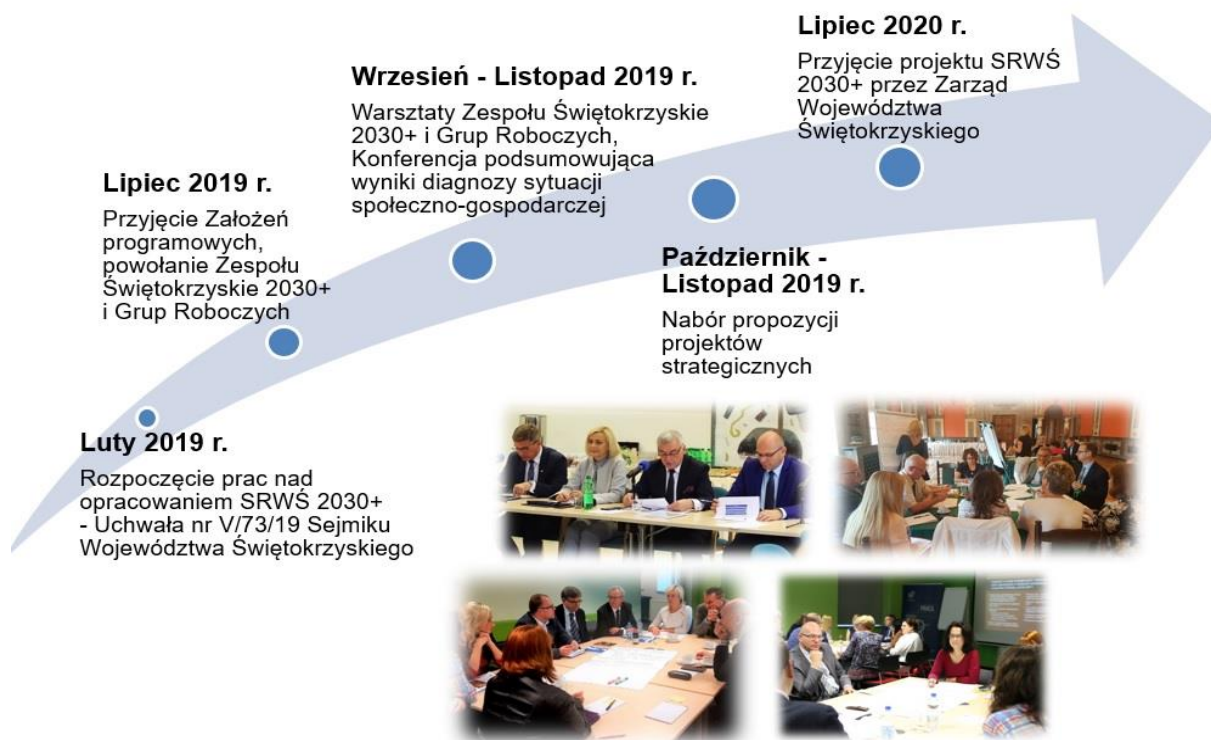 Lipiec 2020 r.
Przyjęcie projektu SRWŚ
2030+ przez Zarząd
Województwa
Świętokrzyskiego
Wrzesień - Listopad 2019 r.
Warsztaty Zespołu Świętokrzyskie
2030+ i Grup Roboczych,
Konferencja podsumowująca
wyniki diagnozy sytuacji
społeczno-gospodarczej
Lipiec 2019 r.
Przyjęcie Założeń
programowych,
powołanie Zespołu
Świętokrzyskie 2030+
i Grup Roboczych
Październik -
Listopad 2019 r.
Nabór propozycji
projektów
strategicznych
Luty 2019 r.
Rozpoczęcie prac nad
opracowaniem SRWŚ 2030+
- Uchwała nr V/73/19 Sejmiku
Województwa Świętokrzyskiego